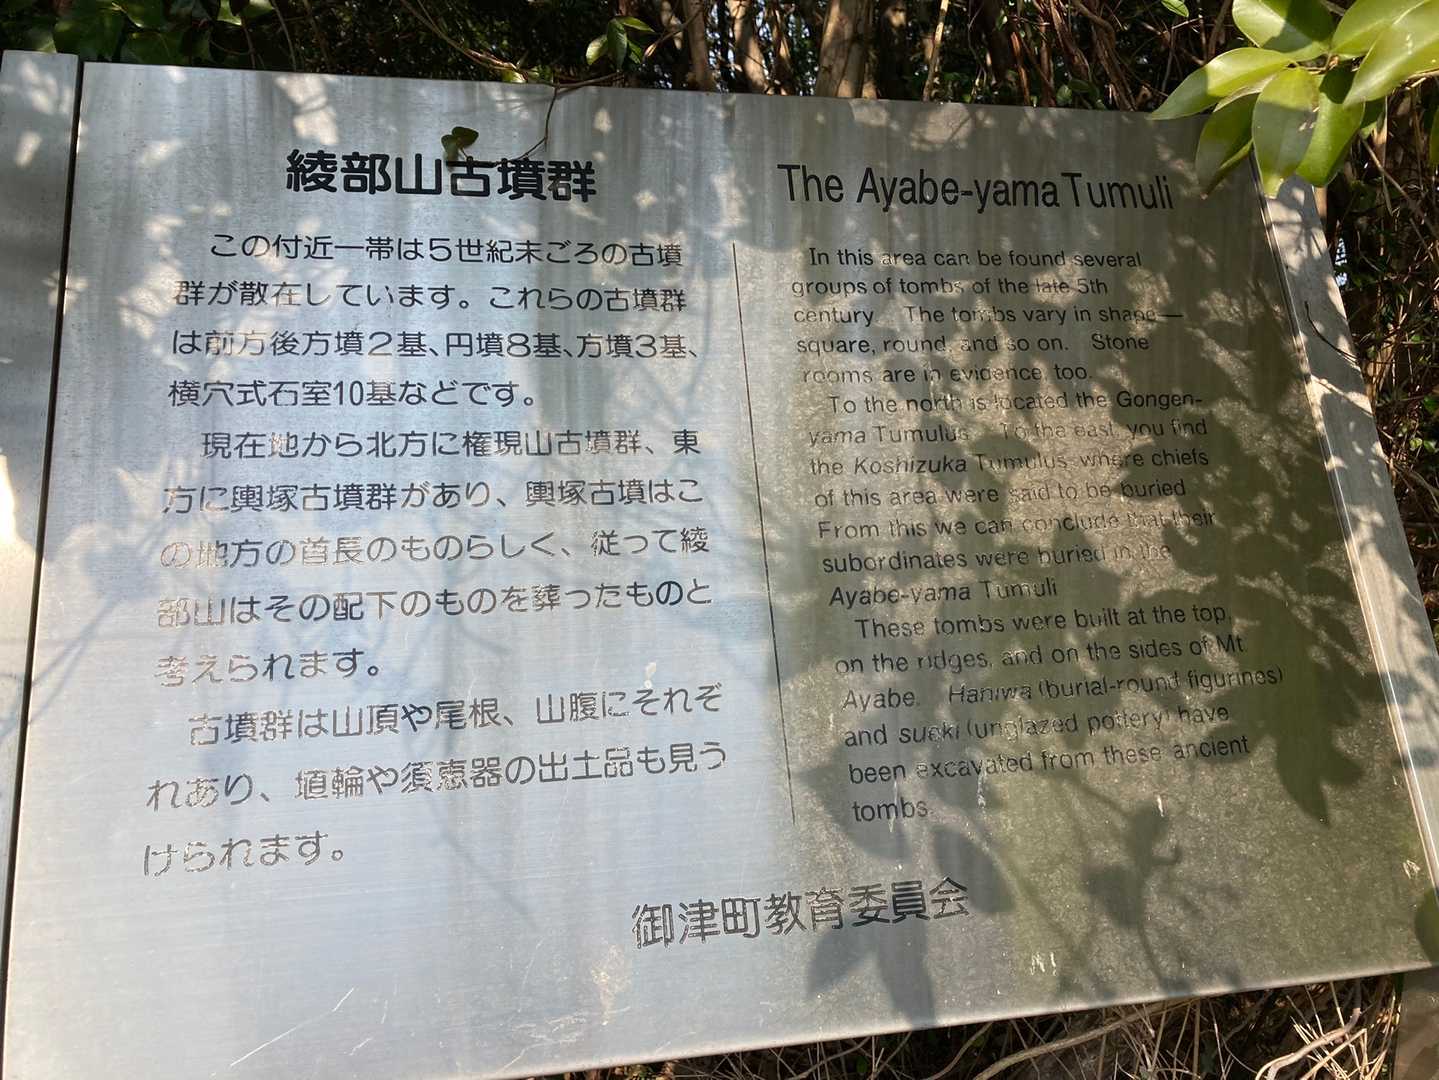 綾部山古墳群
この付近一帯は5世紀末ごろの古墳
群が散在しています。これらの古墳群
は前方後方墳2基、円墳8基、方墳3基、
横穴式石室10基などです。
現在地から北方に権現山古墳群、東
方に輿塚古墳群があり、輿塚古墳はこ
の地方の首長のものらしく、従って綾
部山はその配下のものを葬ったものと
考えられます。
古墳群は山頂や尾根、山腹にそれぞ
れあり、埴輪や須恵器の出土品も見う
けられます。
The Ayabe-yama Tumuli
In this area can be found several
groups of tombs of the late 5th
century. The tombs vary in shape—
square, round, and so on. Stone
rooms are in evidence, too.
To the north is located the Gongen-
yama Tumulus. To the east, you find
the Koshizuka Tumulus, where chiefs
of this area were said to be buried
From this we can conclude that their
subordinates were buried in the
Ayabe-yama Tumuli
These tombs were built at the top,
on the ridges, and on the sides of Mt.
Ayabe. Haniwa (burial-round figurines)
and sueki (unglazed pottery) have
been excavated from these ancient
tombs.
御津町教育委員会